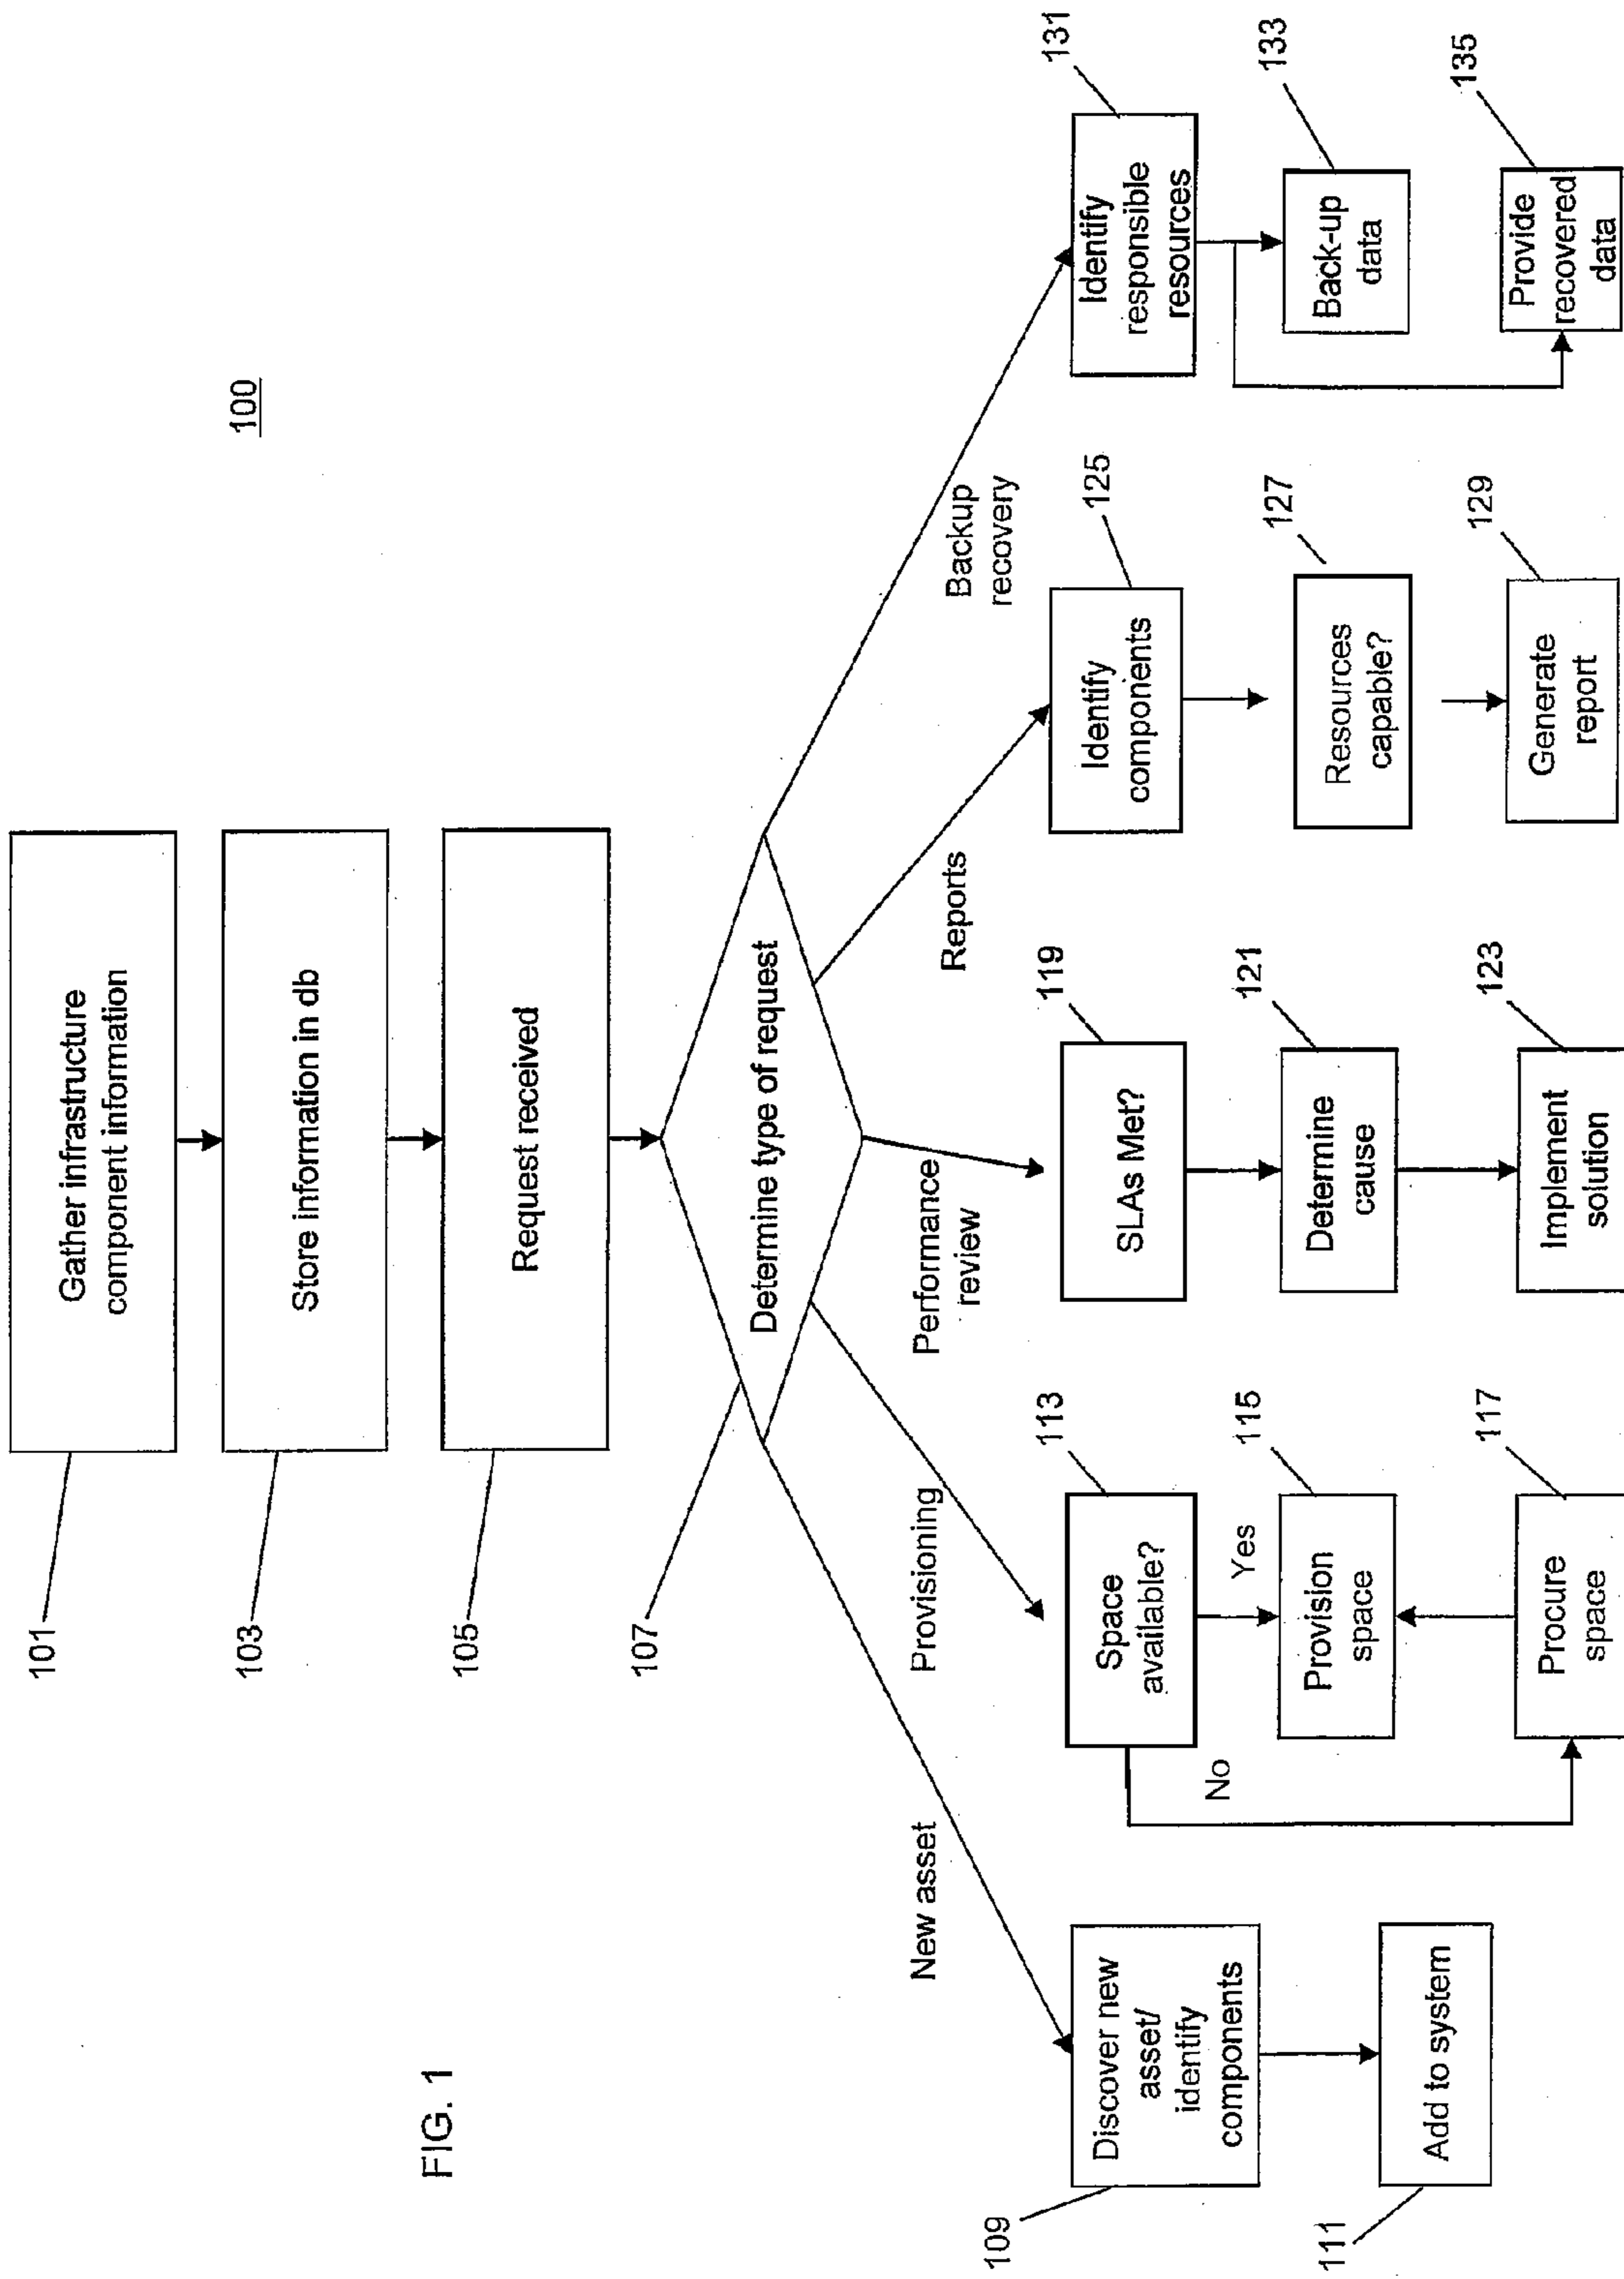 FIG. 1
100
101
Gather infrastructure
component information
103
Store information in db
105
Request received
107
Determine type of request
New asset
Provisioning
Performance
review
Reports
Backup
recovery
109
Discover new
asset/
identify
components
111
Add to system
113
Space
available?
No
Yes
115
Provision
space
117
Procure
space
119
SLAs Met?
121
Determine
cause
123
Implement
solution
125
Identify
components
127
Resources
capable?
129
Generate
report
131
Identify
responsible
resources
133
Back-up
data
135
Provide
recovered
data